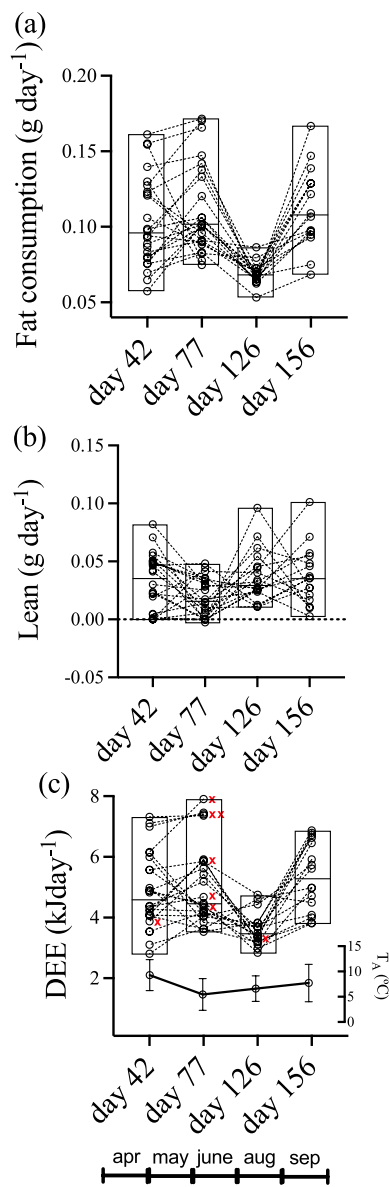 (a)
Fat consumption (g day-1)
0.20
0.15
0.10
0.05
day 42
day 77
day 126
day 156
(b)
Lean (g day-1)
0.15
0.10
0.05
0.00
-0.05
day 42
day 77
day 126
day 156
(c)
DEE (kJday-1)
8
6
4
2
x
x x
x
x
x
x
x
15
10
5
0
TA (°C)
day 42
day 77
day 126
day 156
apr may june aug sep